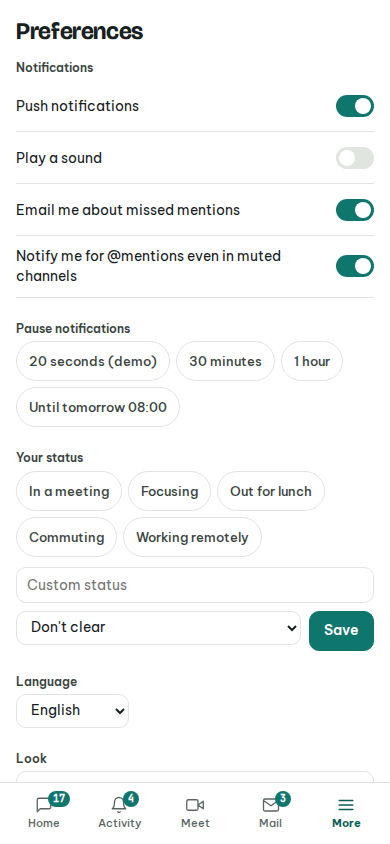 Preferences
Notifications
Push notifications
Play a sound
Email me about missed mentions
Notify me for @mentions even in muted
channels
Pause notifications
20 seconds (demo) 30 minutes 1 hour
Until tomorrow 08:00
Your status
In a meeting Focusing Out for lunch
Commuting Working remotely
Custom status
Don't clear Save
Language
English
Look
17 4 3
Home Activity Meet Mail More